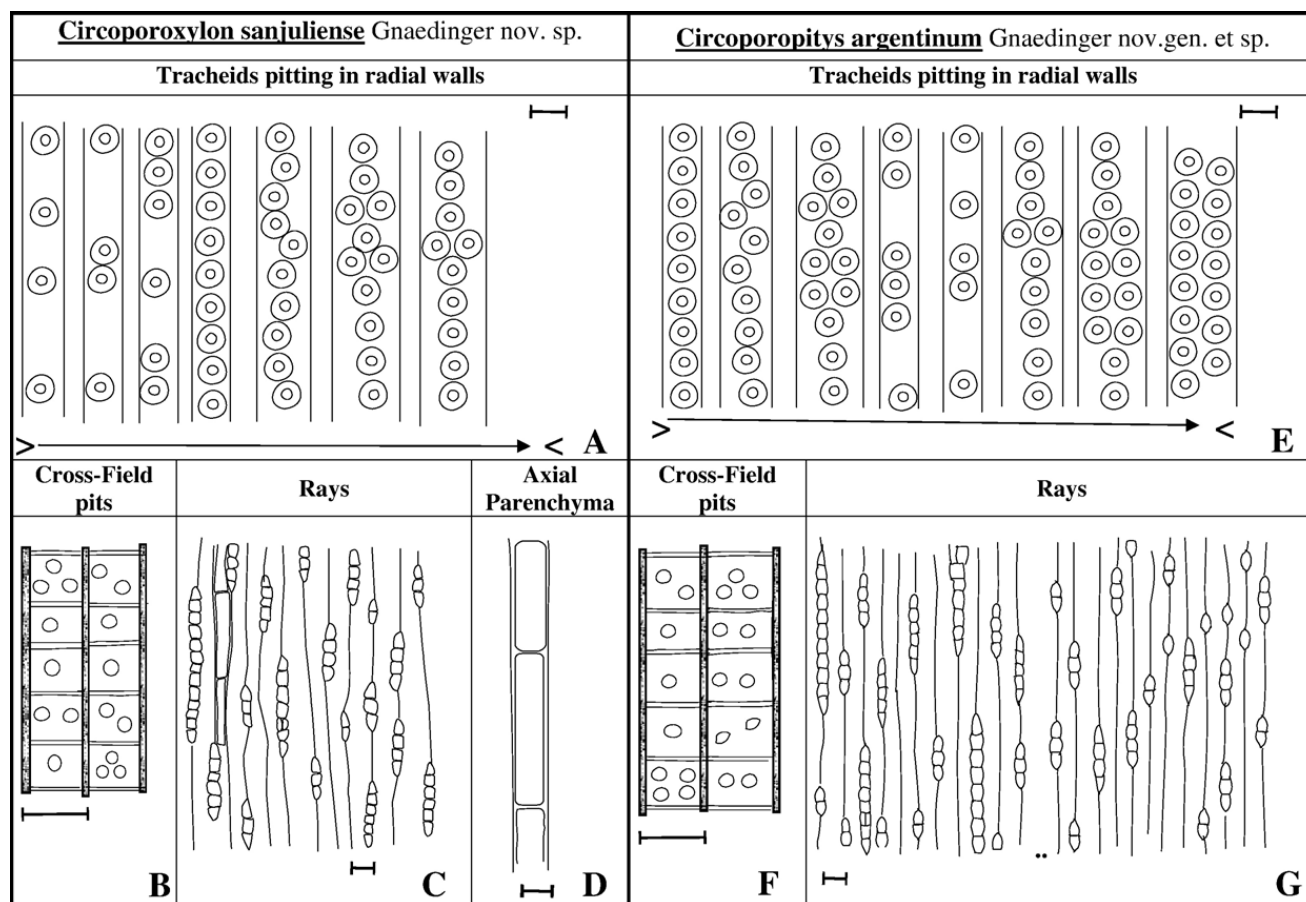 Circoporoxylon sanjuliense Gnaedinger nov. sp.
Tracheids pitting in radial walls
> <
A
Cross-Field
pits
Rays
Axial
Parenchyma
B
C
D
Circoporopitys argentinum Gnaedinger nov.gen. et sp.
Tracheids pitting in radial walls
> <
E
Cross-Field
pits
Rays
F
G